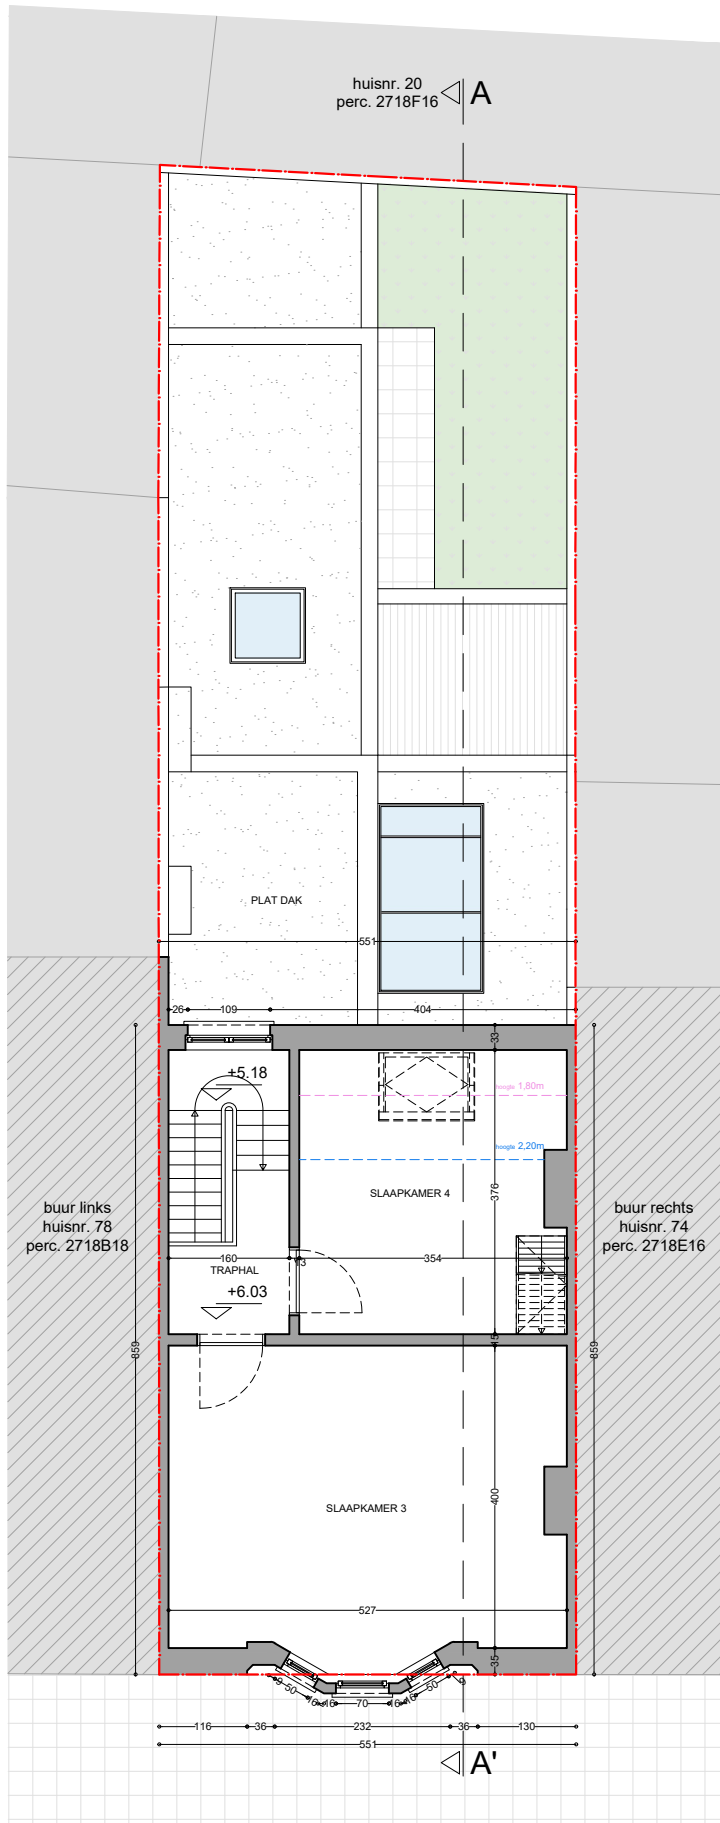 huisnr. 20
perc. 2718F16
A
PLAT DAK
551
26
109
404
33
+5.18
hoogte 1,80m
hoogte 2,20m
376
SLAAPKAMER 4
buur links
huisnr. 78
perc. 2718B18
buur rechts
huisnr. 74
perc. 2718E16
160
13
354
TRAPHAL
+6.03
15
859
859
SLAAPKAMER 3
400
527
35
9
50
16
16
70
16
16
50
9
116
36
232
36
130
551
A'